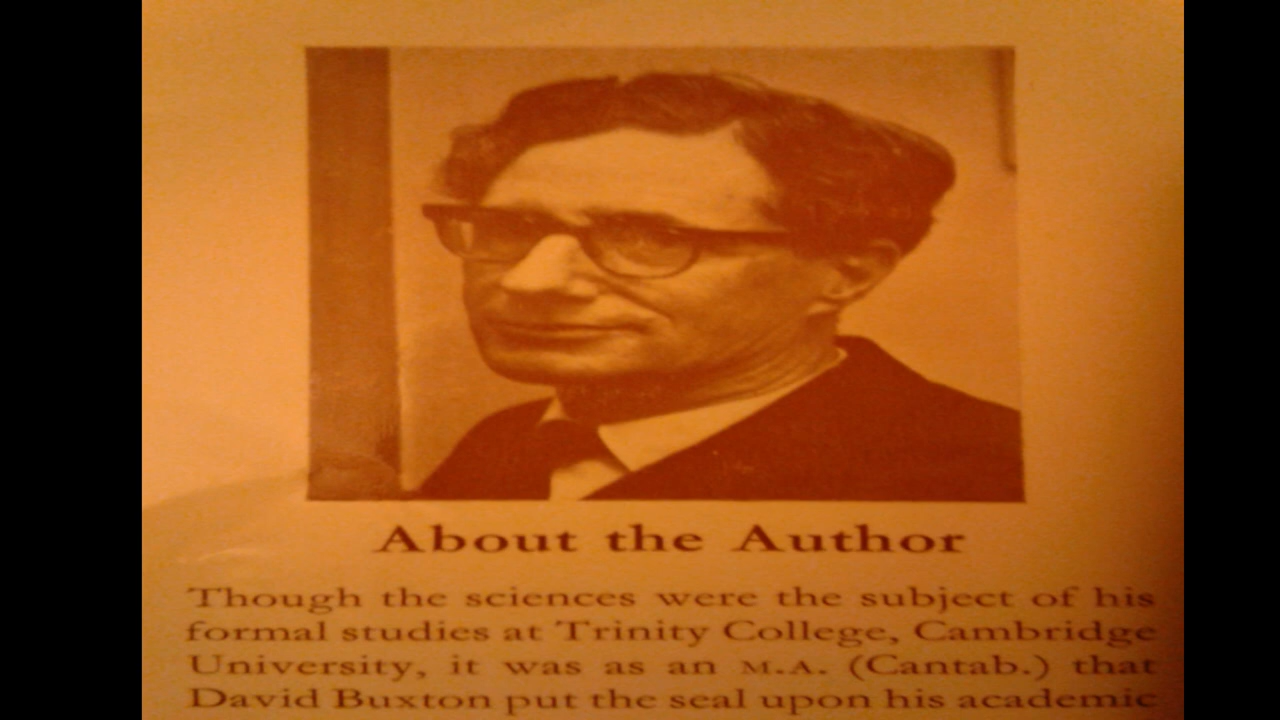 About the Author
Though the sciences were the subject of his
formal studies at Trinity College, Cambridge
University, it was as an M.A. (Cantab.) that
David Buxton put the seal upon his academic